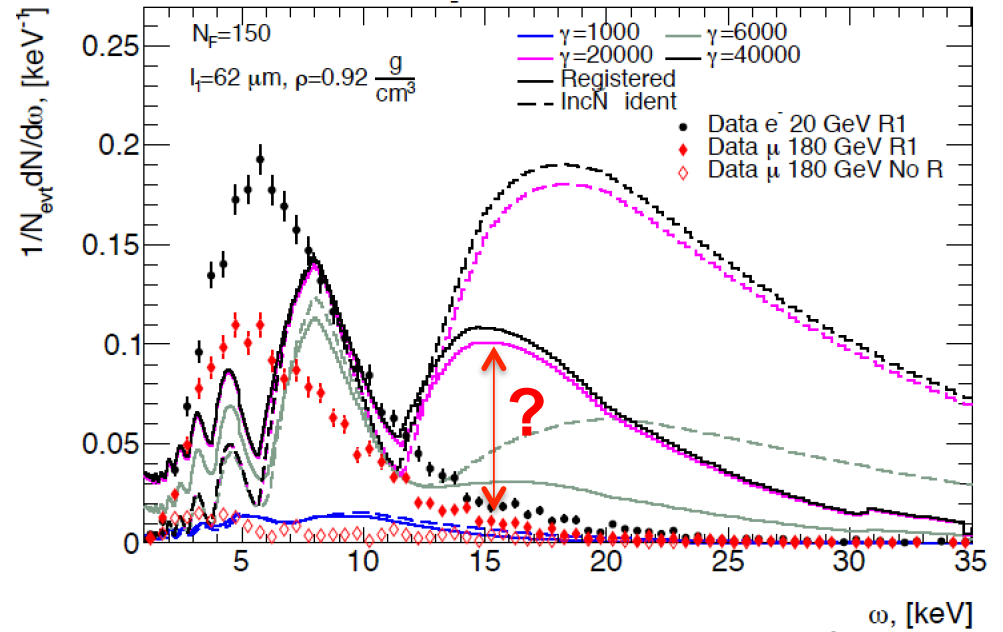 N_F=150
l_f=62 μm, ρ=0.92 g/cm³
γ=1000
γ=6000
γ=20000
γ=40000
Registered
IncN ident
Data e⁻ 20 GeV R1
Data μ 180 GeV R1
Data μ 180 GeV No R
1/N_evt dN/dω, [keV⁻¹]
0.25
0.2
0.15
0.1
0.05
0
?
5
10
15
20
25
30
35
ω, [keV]